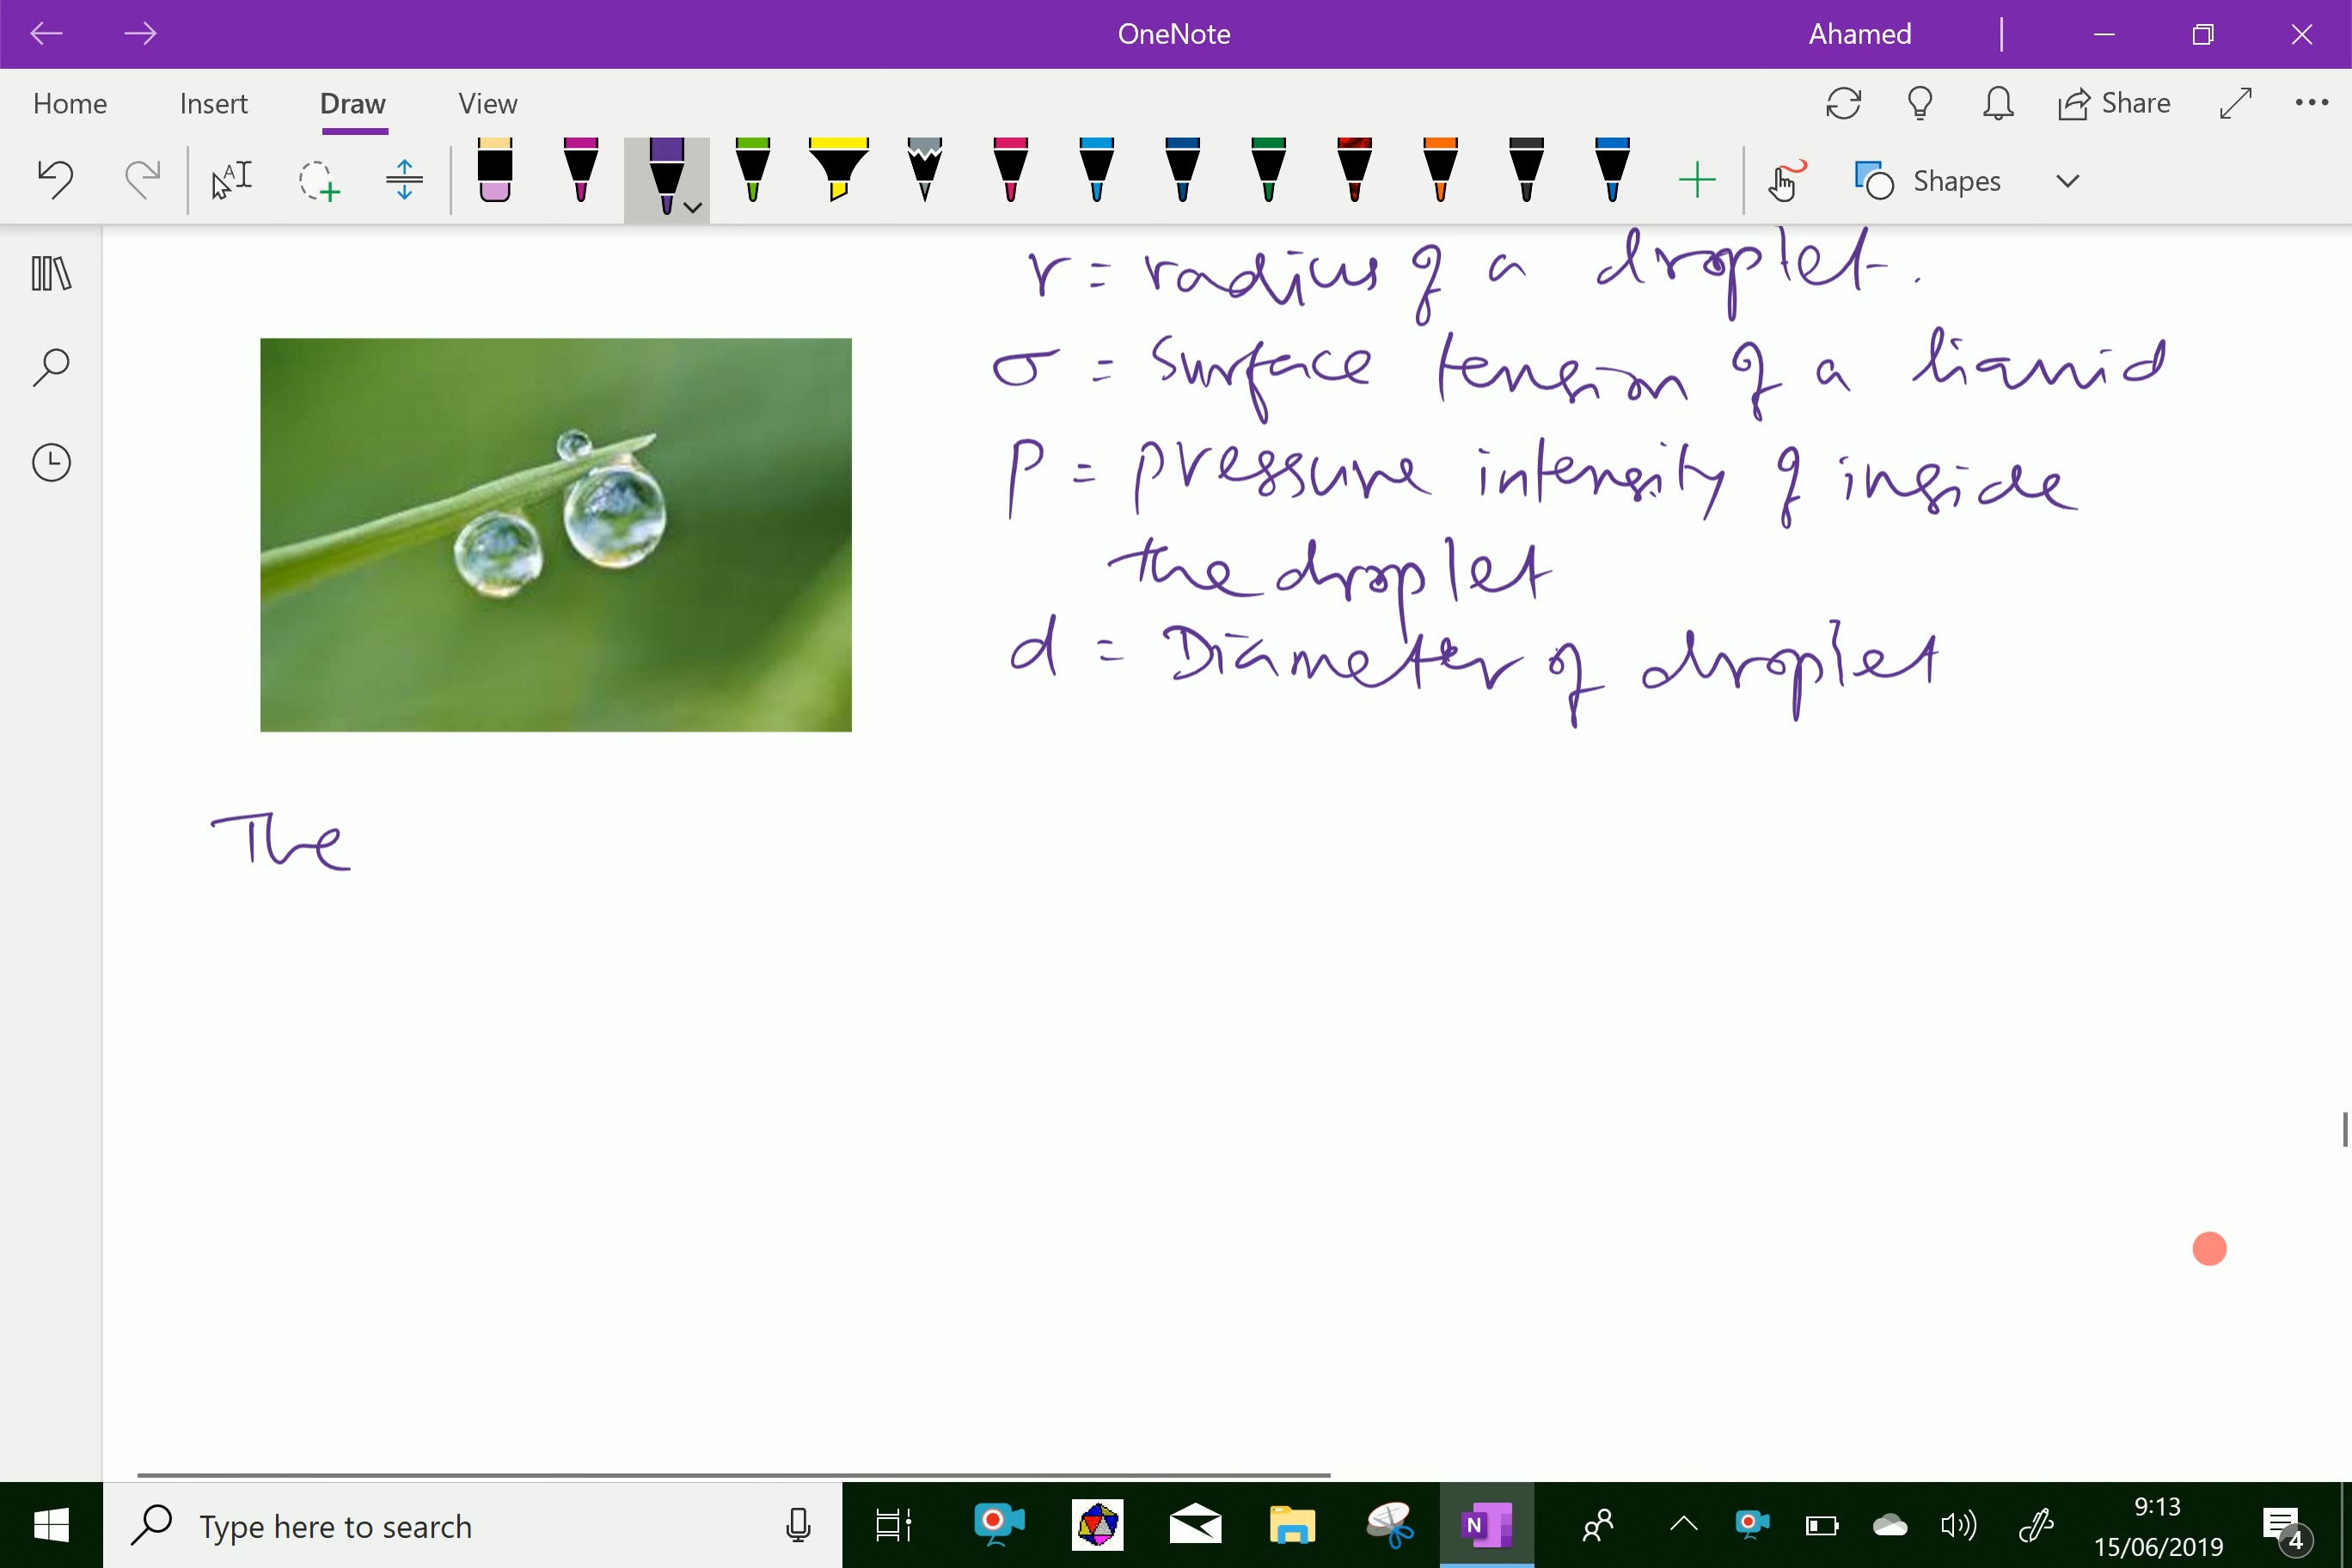 OneNote
Ahamed
Home Insert Draw View
Share
Shapes
r = radius of a droplet.
σ = Surface tension of a liquid
P = pressure intensity of inside
the droplet
d = Diameter of droplet
The
Type here to search
N
9:13
15/06/2019
4